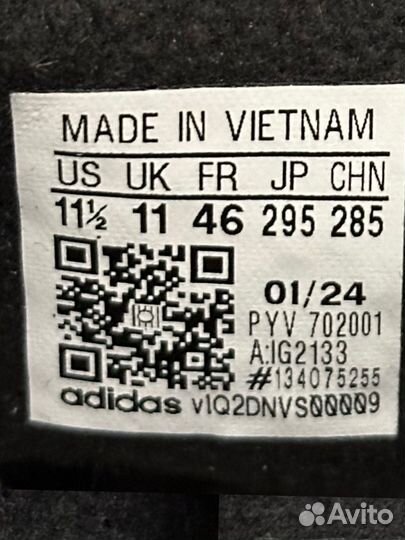 MADE IN VIETNAM
US UK FR JP CHN
11½ 11 46 295 285
01/24
PYV 702001
A:IG2133
#134075255
adidas v1Q2DNVS00009
Avito